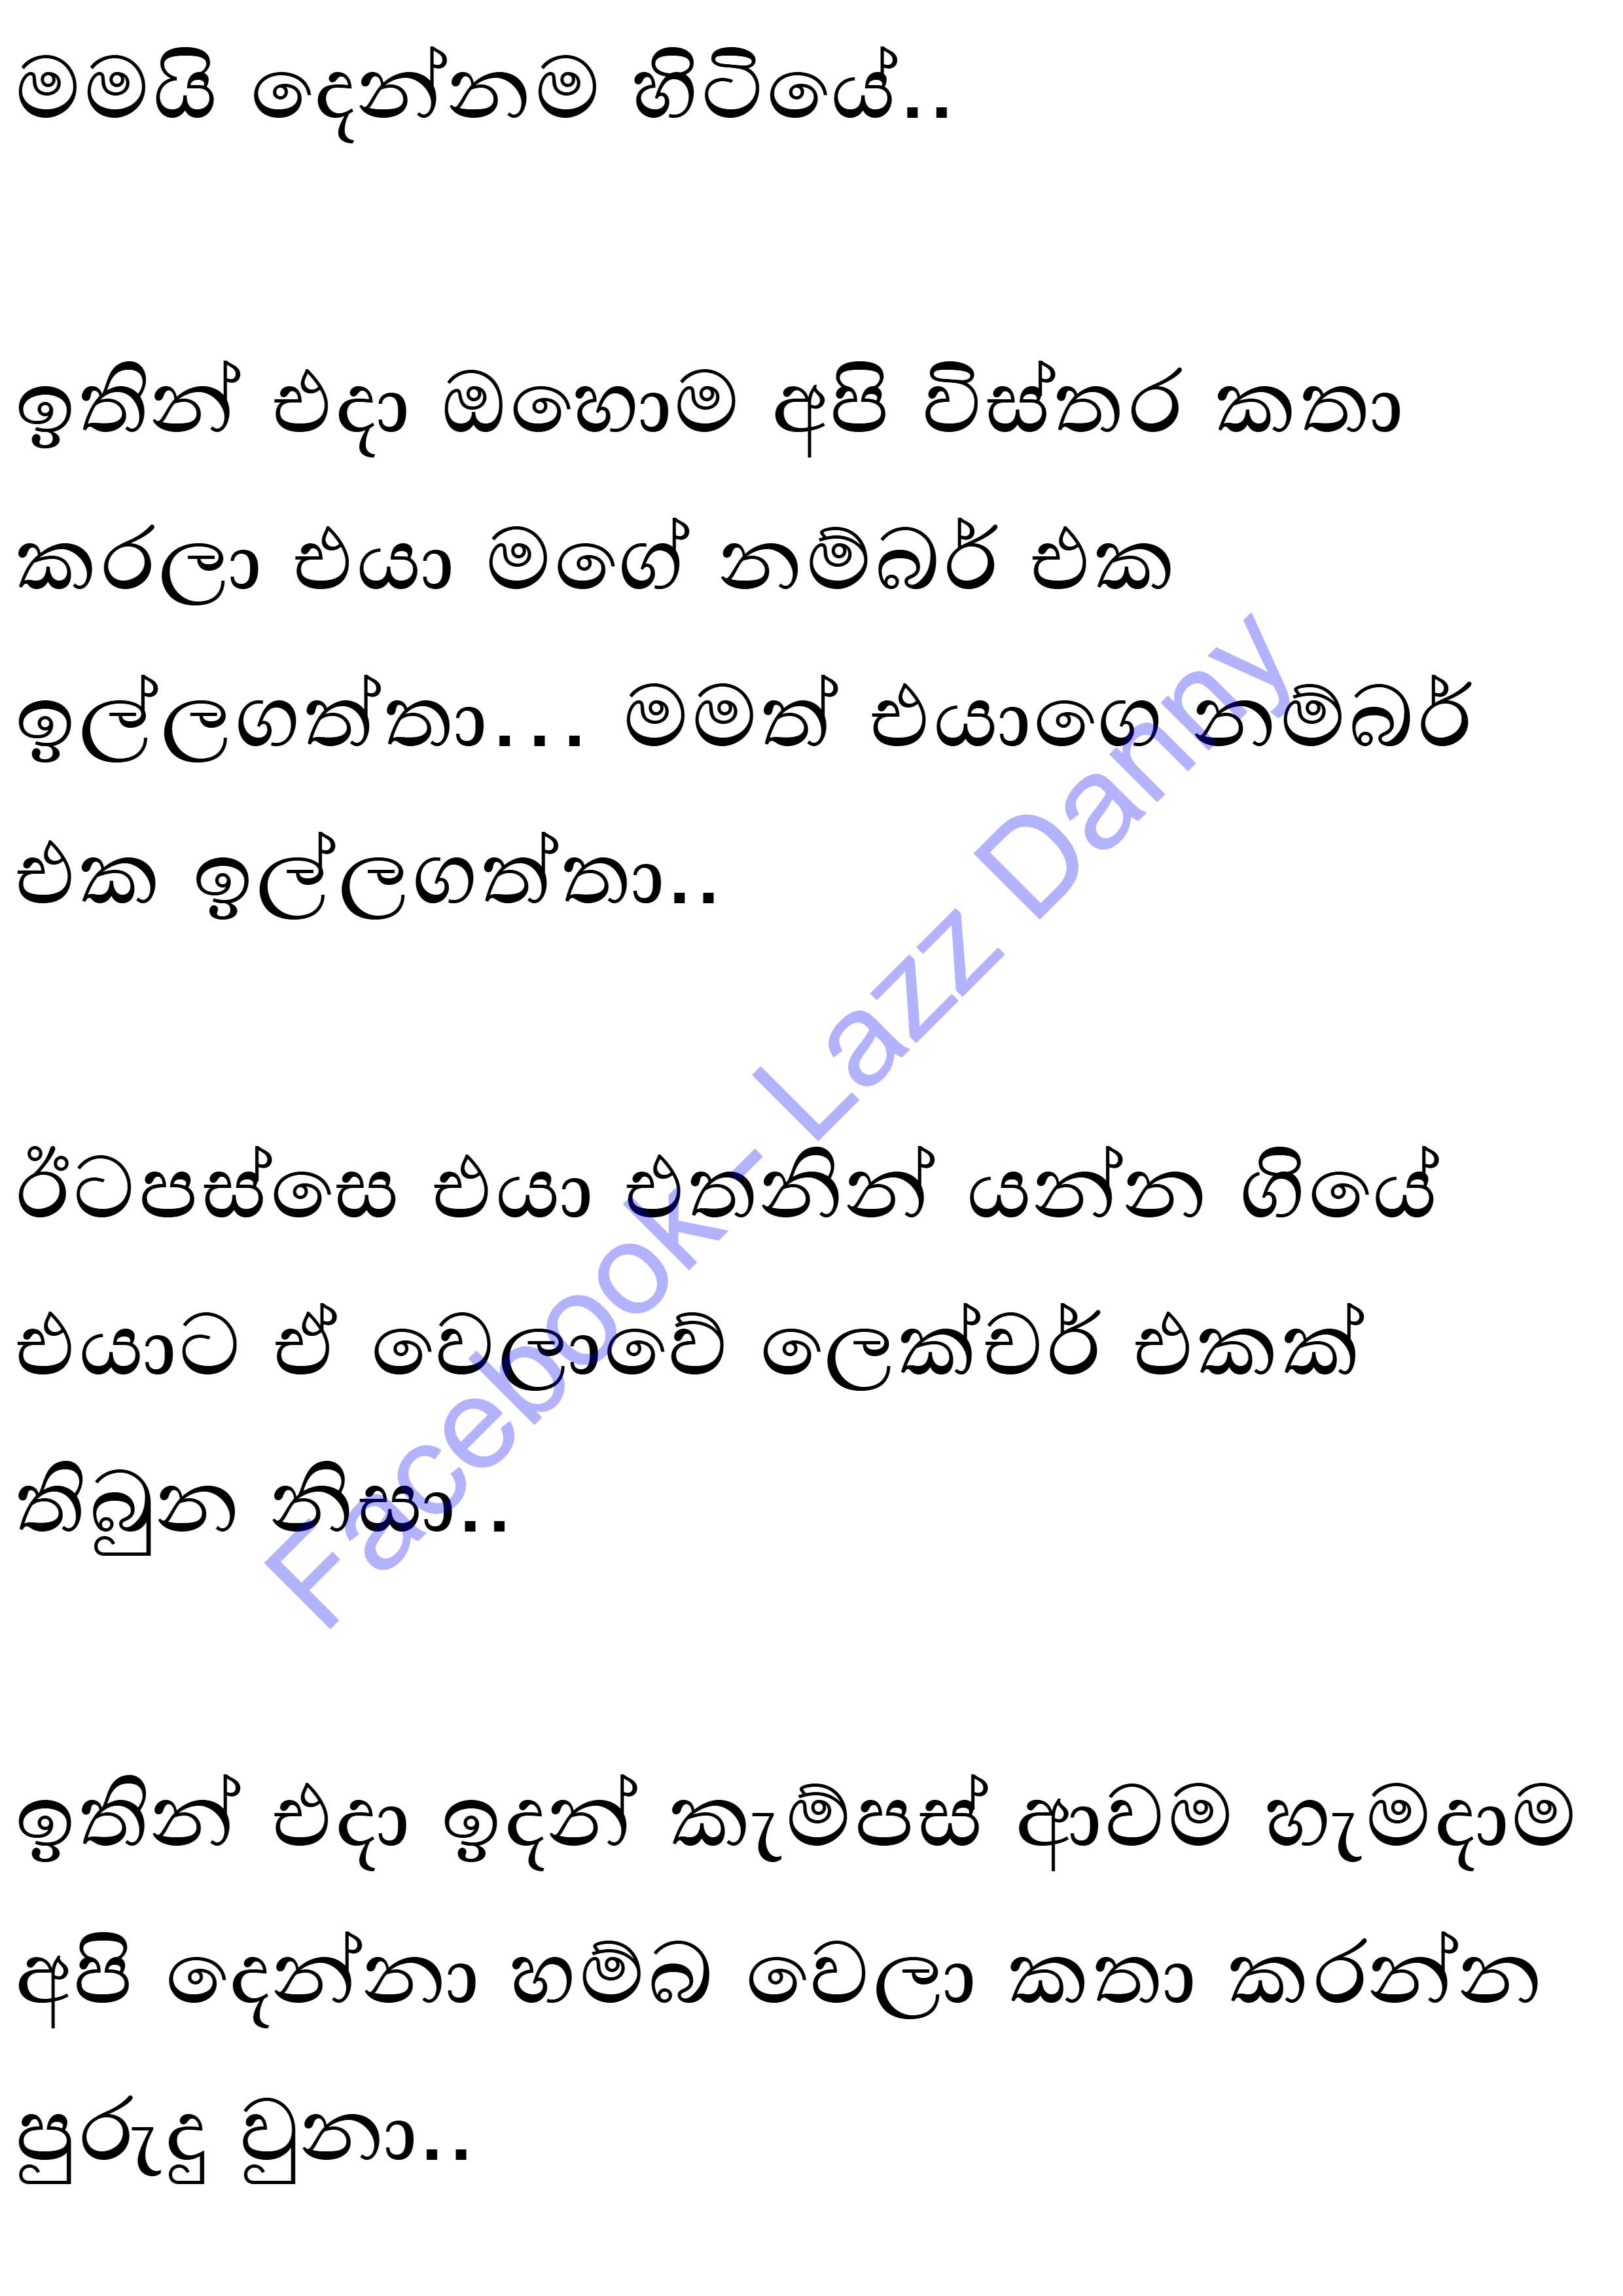 මමයි දෙන්නම හිටියේ..
ඉතින් එදා ඔහොම අපි විස්තර කතා
කරලා එයා මගේ නම්බර් එක
ඉල්ලගත්තා... මමත් එයාගෙ නම්බර්
එක ඉල්ලගත්තා..
ඊටපස්සෙ එයා එතනින් යන්න ගියේ
එයාට ඒ වෙලාවේ ලෙක්චර් එකක්
තිබුන නිසා..
ඉතින් එදා ඉදන් කැම්පස් ආවම හැමදාම
අපි දෙන්නා හම්බ වෙලා කතා කරන්න
පුරුදු වුනා..
Facebook- Lazz Danny